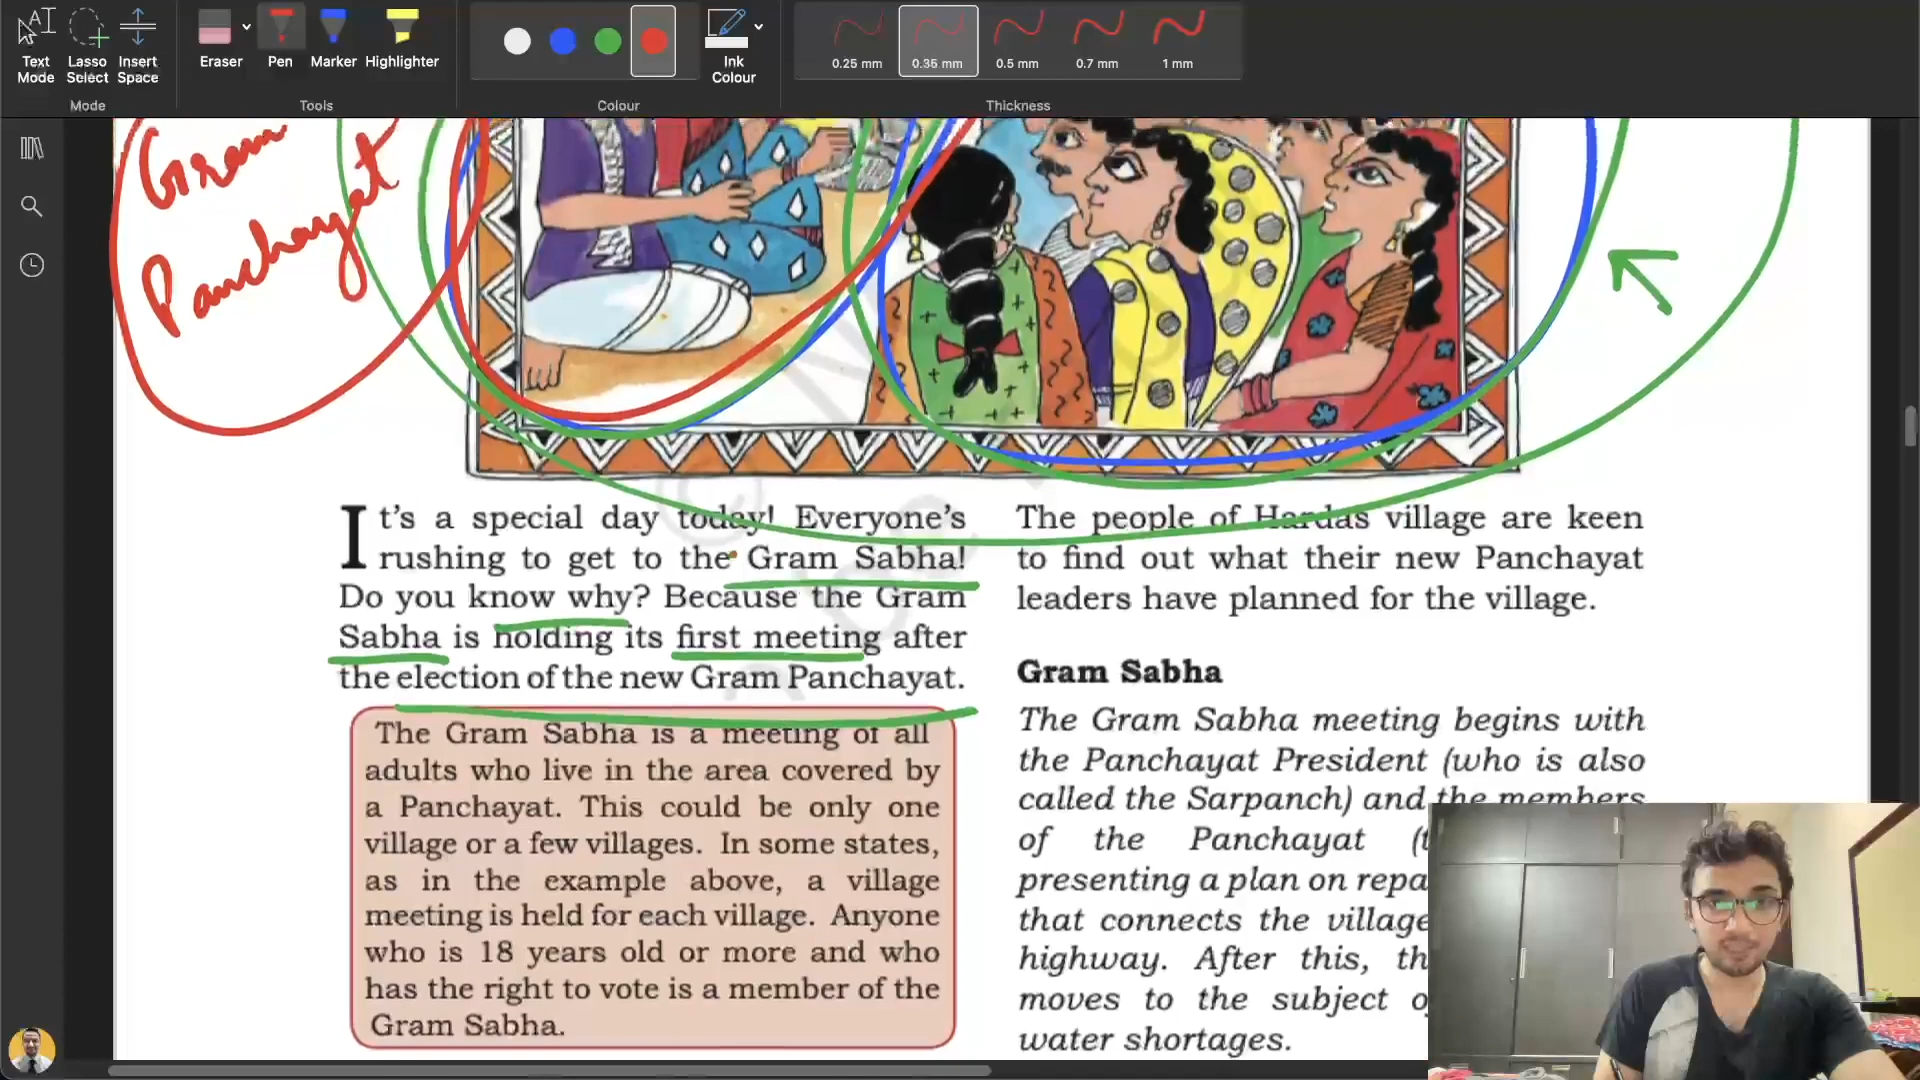 Text Mode
Lasso Select
Insert Space
Mode
Eraser
Pen
Marker
Highlighter
Tools
Colour
Ink Colour
0.25 mm
0.35 mm
0.5 mm
0.7 mm
1 mm
Thickness
Gram
Panchayat
It's a special day today! Everyone's
rushing to get to the Gram Sabha!
Do you know why? Because the Gram
Sabha is holding its first meeting after
the election of the new Gram Panchayat.
The Gram Sabha is a meeting of all
adults who live in the area covered by
a Panchayat. This could be only one
village or a few villages. In some states,
as in the example above, a village
meeting is held for each village. Anyone
who is 18 years old or more and who
has the right to vote is a member of the
Gram Sabha.
The people of Hardas village are keen
to find out what their new Panchayat
leaders have planned for the village.
Gram Sabha
The Gram Sabha meeting begins with
the Panchayat President (who is also
called the Sarpanch) and the members
of the Panchayat
presenting a plan on
that connects the village
highway. After this,
moves to the subject
water shortages.